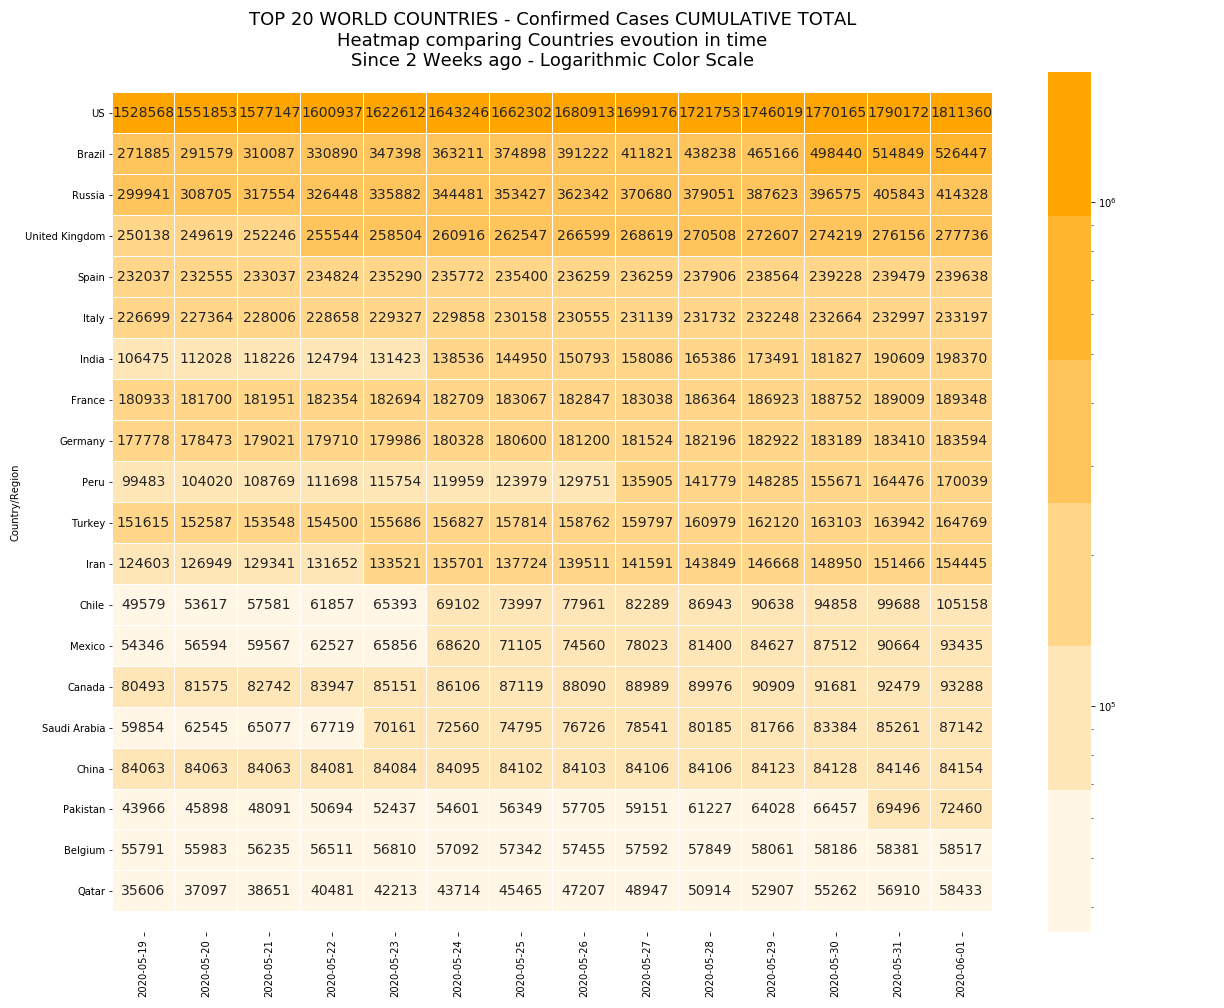 TOP 20 WORLD COUNTRIES - Confirmed Cases CUMULATIVE TOTAL
Heatmap comparing Countries evoution in time
Since 2 Weeks ago - Logarithmic Color Scale
US 1528568 1551853 1577147 1600937 1622612 1643246 1662302 1680913 1699176 1721753 1746019 1770165 1790172 1811360
Brazil 271885 291579 310087 330890 347398 363211 374898 391222 411821 438238 465166 498440 514849 526447
Russia 299941 308705 317554 326448 335882 344481 353427 362342 370680 379051 387623 396575 405843 414328
10⁶
United Kingdom 250138 249619 252246 255544 258504 260916 262547 266599 268619 270508 272607 274219 276156 277736
Spain 232037 232555 233037 234824 235290 235772 235400 236259 236259 237906 238564 239228 239479 239638
Italy 226699 227364 228006 228658 229327 229858 230158 230555 231139 231732 232248 232664 232997 233197
India 106475 112028 118226 124794 131423 138536 144950 150793 158086 165386 173491 181827 190609 198370
France 180933 181700 181951 182354 182694 182709 183067 182847 183038 186364 186923 188752 189009 189348
Germany 177778 178473 179021 179710 179986 180328 180600 181200 181524 182196 182922 183189 183410 183594
Peru 99483 104020 108769 111698 115754 119959 123979 129751 135905 141779 148285 155671 164476 170039
Country/Region
Turkey 151615 152587 153548 154500 155686 156827 157814 158762 159797 160979 162120 163103 163942 164769
Iran 124603 126949 129341 131652 133521 135701 137724 139511 141591 143849 146668 148950 151466 154445
Chile 49579 53617 57581 61857 65393 69102 73997 77961 82289 86943 90638 94858 99688 105158
Mexico 54346 56594 59567 62527 65856 68620 71105 74560 78023 81400 84627 87512 90664 93435
Canada 80493 81575 82742 83947 85151 86106 87119 88090 88989 89976 90909 91681 92479 93288
10⁵
Saudi Arabia 59854 62545 65077 67719 70161 72560 74795 76726 78541 80185 81766 83384 85261 87142
China 84063 84063 84063 84081 84084 84095 84102 84103 84106 84106 84123 84128 84146 84154
Pakistan 43966 45898 48091 50694 52437 54601 56349 57705 59151 61227 64028 66457 69496 72460
Belgium 55791 55983 56235 56511 56810 57092 57342 57455 57592 57849 58061 58186 58381 58517
Qatar 35606 37097 38651 40481 42213 43714 45465 47207 48947 50914 52907 55262 56910 58433
2020-05-19 2020-05-20 2020-05-21 2020-05-22 2020-05-23 2020-05-24 2020-05-25 2020-05-26 2020-05-27 2020-05-28 2020-05-29 2020-05-30 2020-05-31 2020-06-01